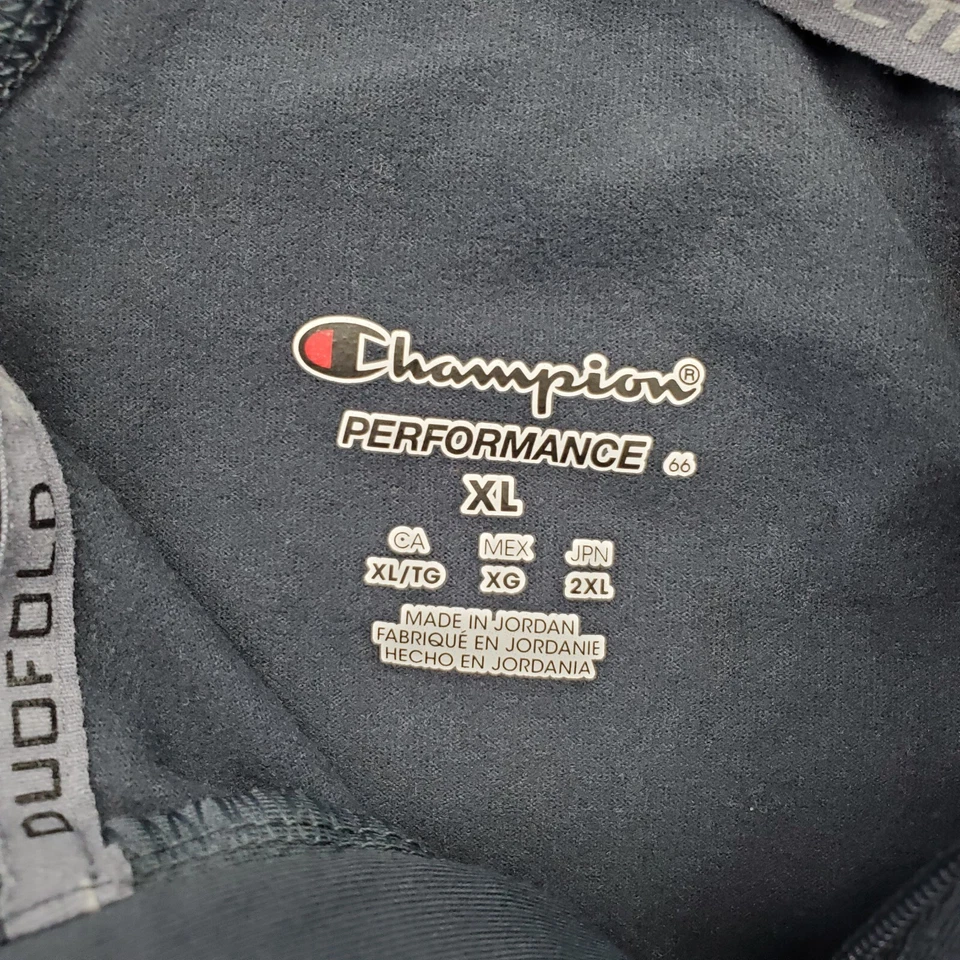 Champion®
PERFORMANCE 66
XL
CA MEX JPN
XL/TG XG 2XL
MADE IN JORDAN
FABRIQUÉ EN JORDANIE
HECHO EN JORDANIA
DUOFOLD